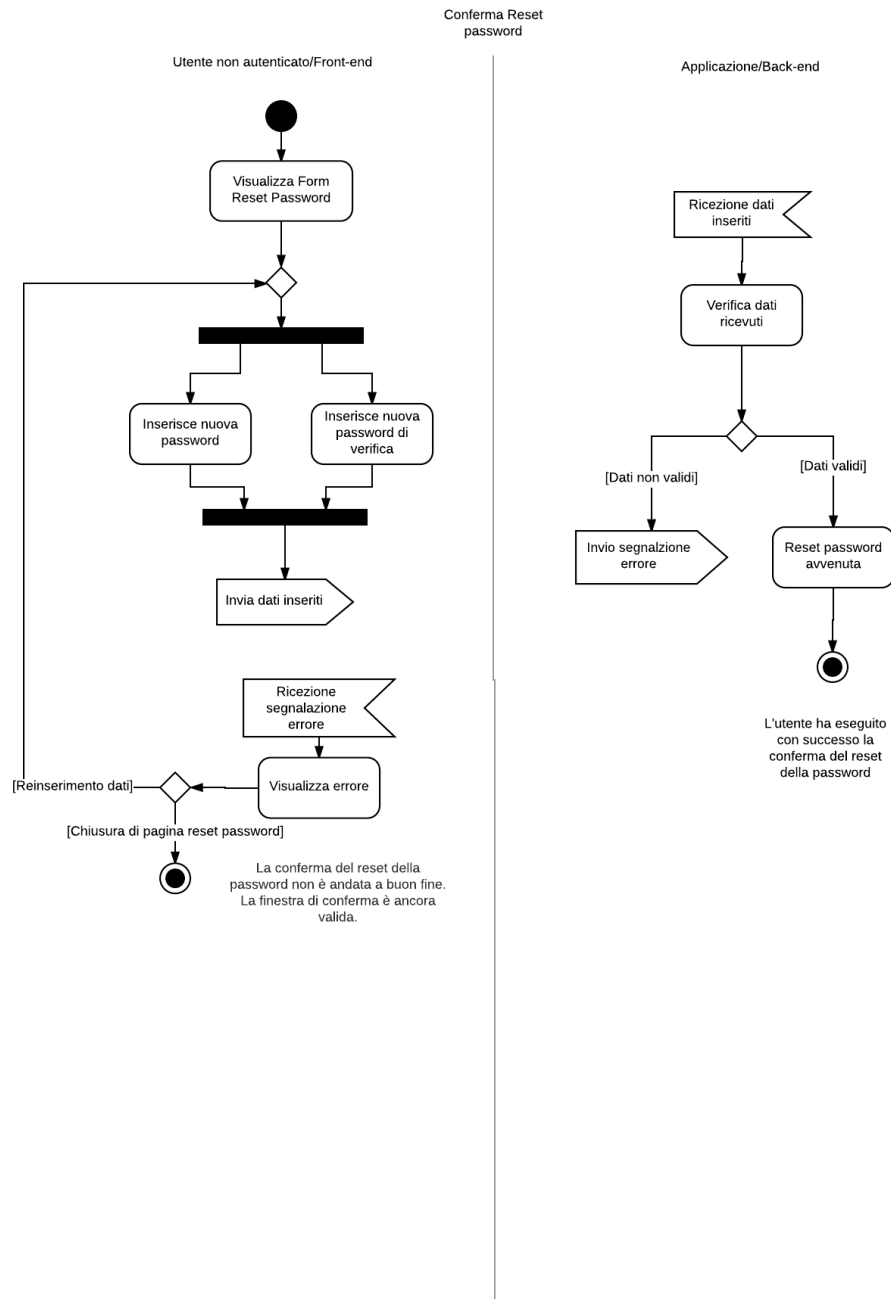 Conferma Reset
password
Utente non autenticato/Front-end
Applicazione/Back-end
Visualizza Form
Reset Password
Inserisce nuova
password
Inserisce nuova
password di
verifica
Invia dati inseriti
Ricezione
segnalazione
errore
Visualizza errore
[Reinserimento dati]
[Chiusura di pagina reset password]
La conferma del reset della
password non è andata a buon fine.
La finestra di conferma è ancora
valida.
Ricezione dati
inseriti
Verifica dati
ricevuti
[Dati non validi]
[Dati validi]
Invio segnalzione
errore
Reset password
avvenuta
L'utente ha eseguito
con successo la
conferma del reset
della password